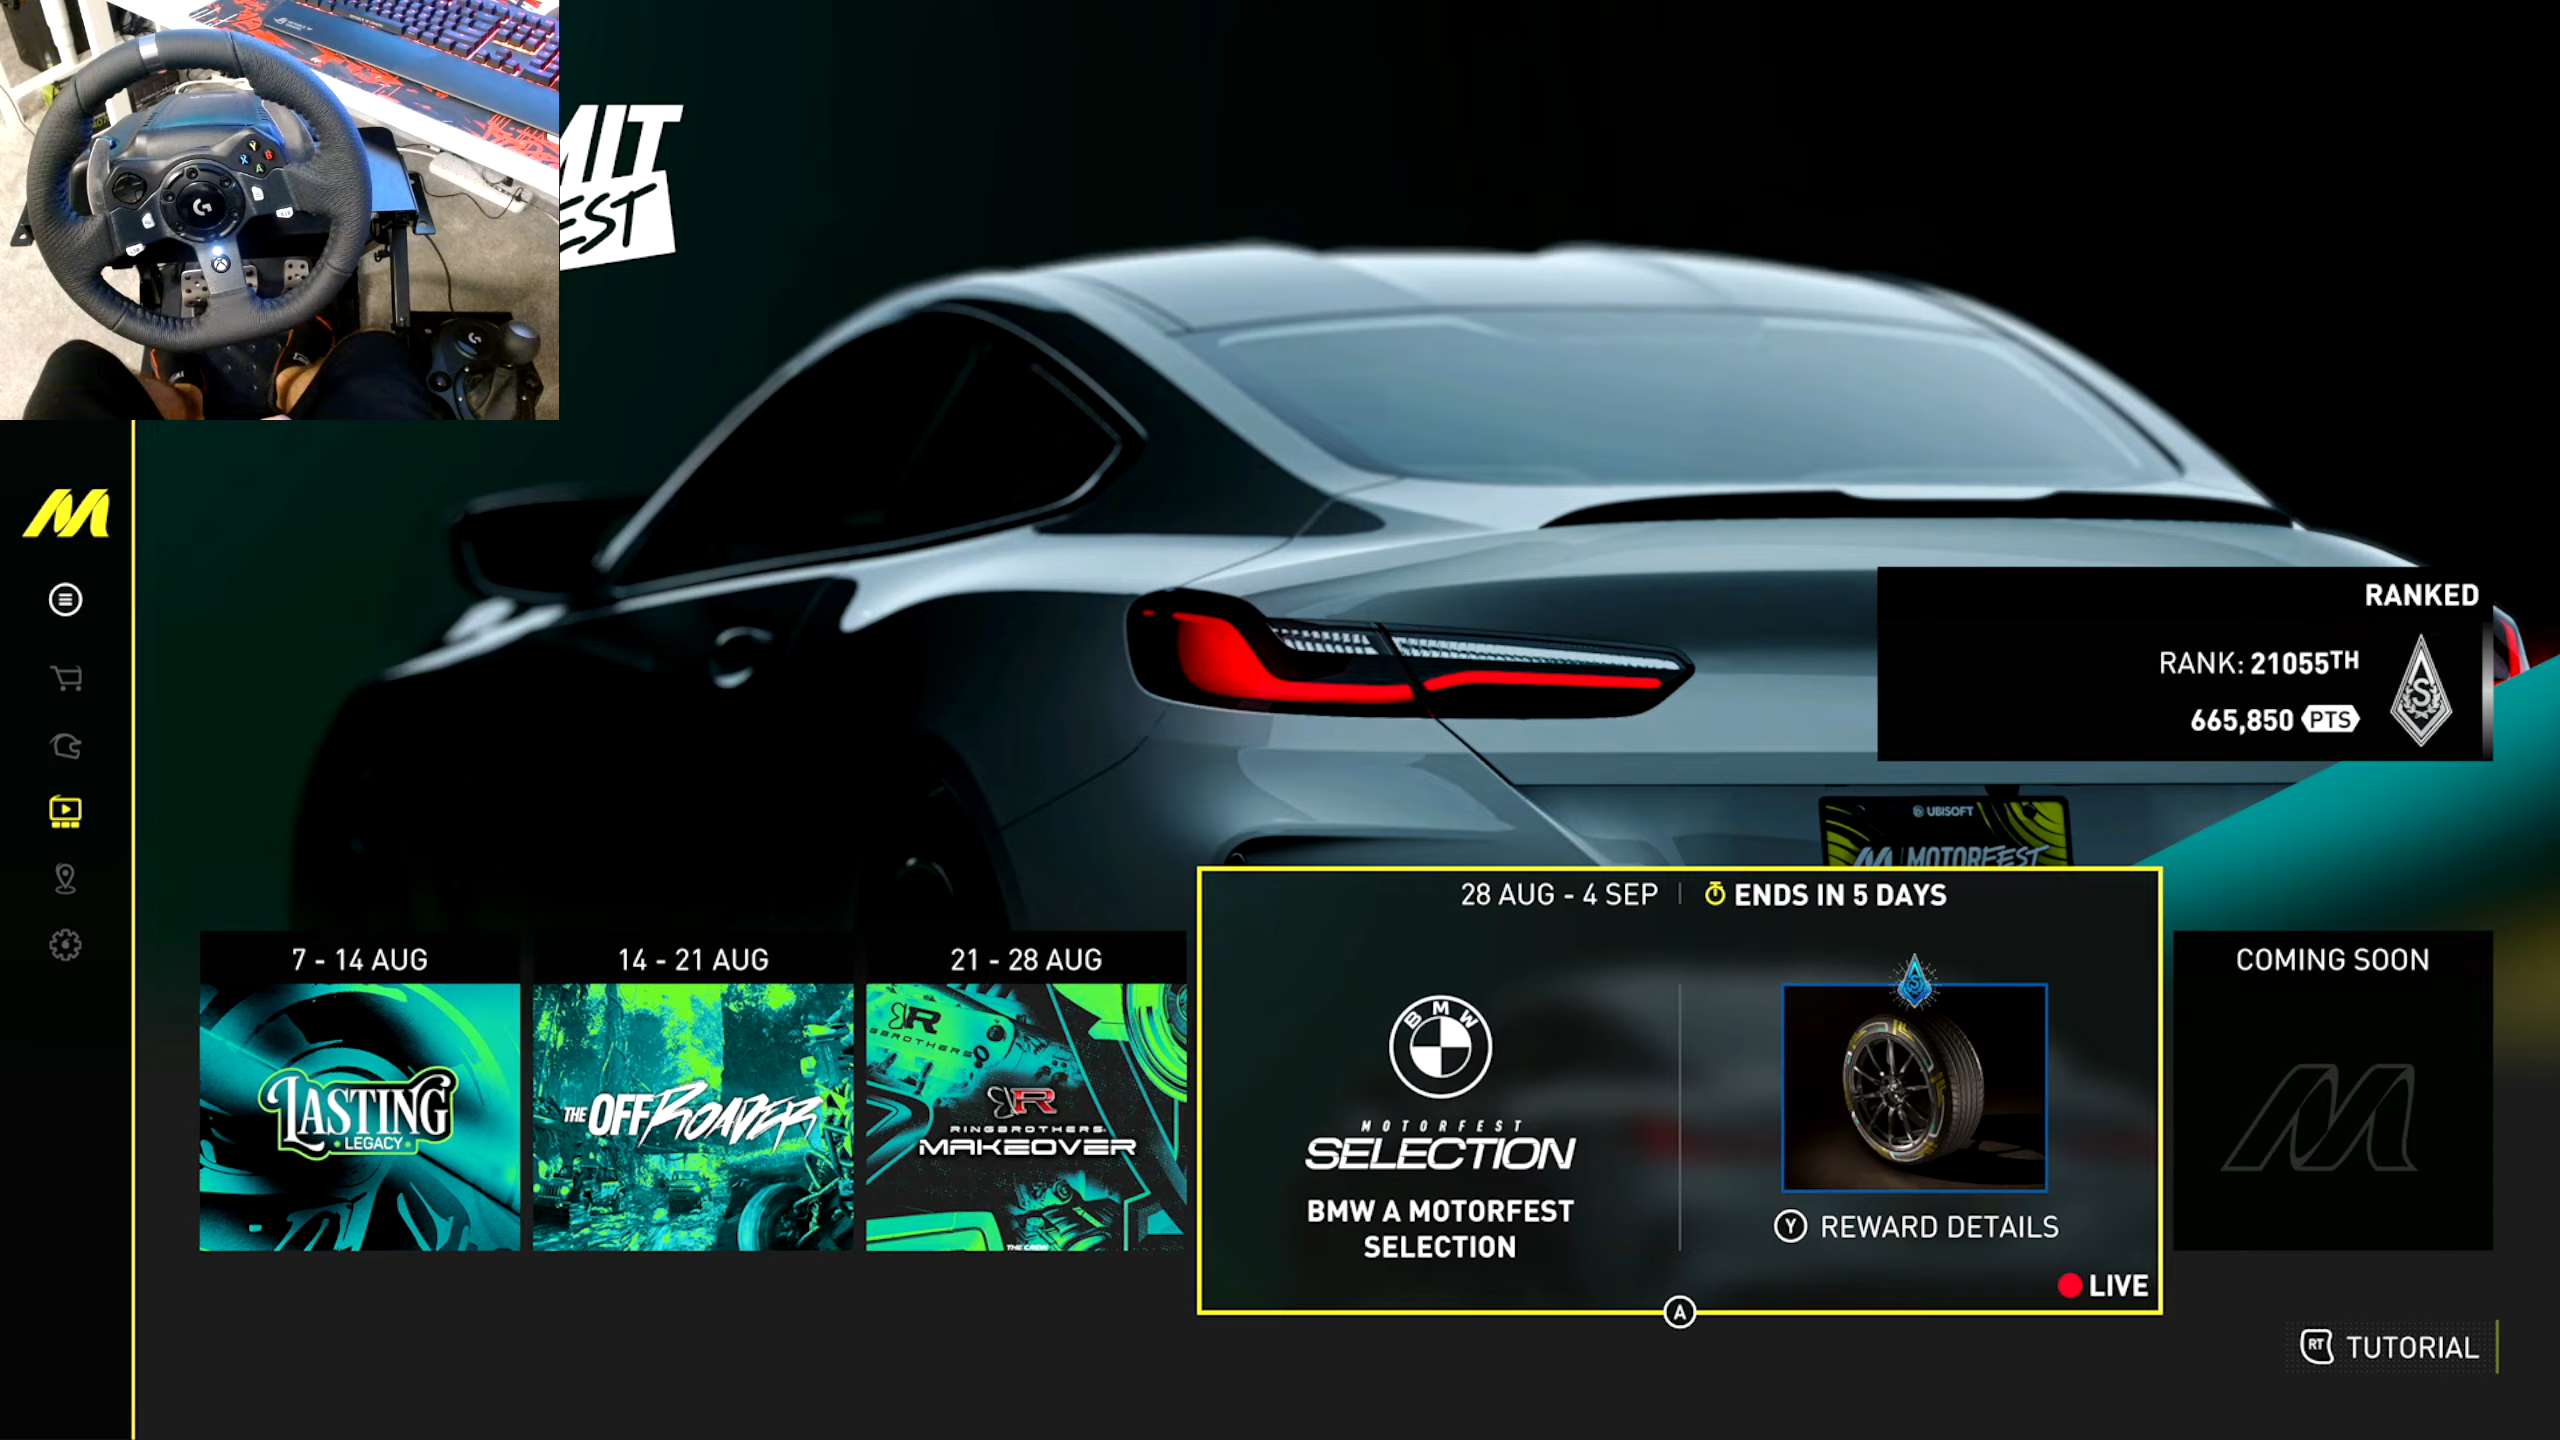 MIT
EST
RANKED
RANK: 21055TH
665,850 PTS
UBISOFT
MOTORFEST
7 - 14 AUG
14 - 21 AUG
21 - 28 AUG
28 AUG - 4 SEP
ENDS IN 5 DAYS
COMING SOON
LASTING
LEGACY
THE OFFROADER
R
RINGBROTHERS
MAKEOVER
BMW
MOTORFEST
SELECTION
BMW A MOTORFEST
SELECTION
S
Y REWARD DETAILS
LIVE
A
RT TUTORIAL